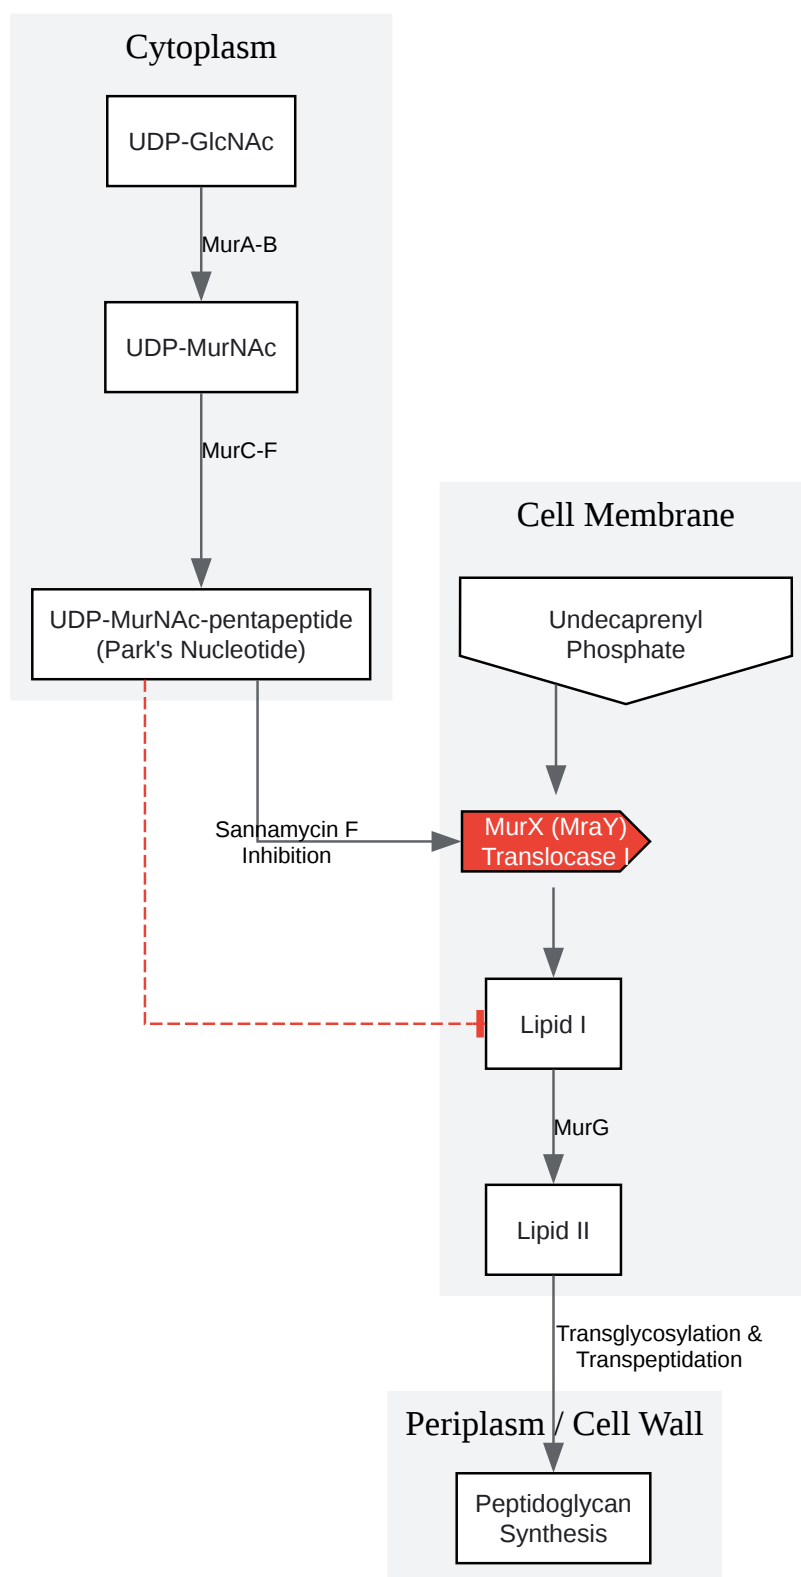 Cytoplasm
UDP-GlcNAc
MurA-B
UDP-MurNAc
MurC-F
UDP-MurNAc-pentapeptide
(Park's Nucleotide)
Cell Membrane
Undecaprenyl
Phosphate
Sannamycin F
Inhibition
MurX (MraY)
Translocase I
Lipid I
MurG
Lipid II
Transglycosylation &
Transpeptidation
Periplasm / Cell Wall
Peptidoglycan
Synthesis